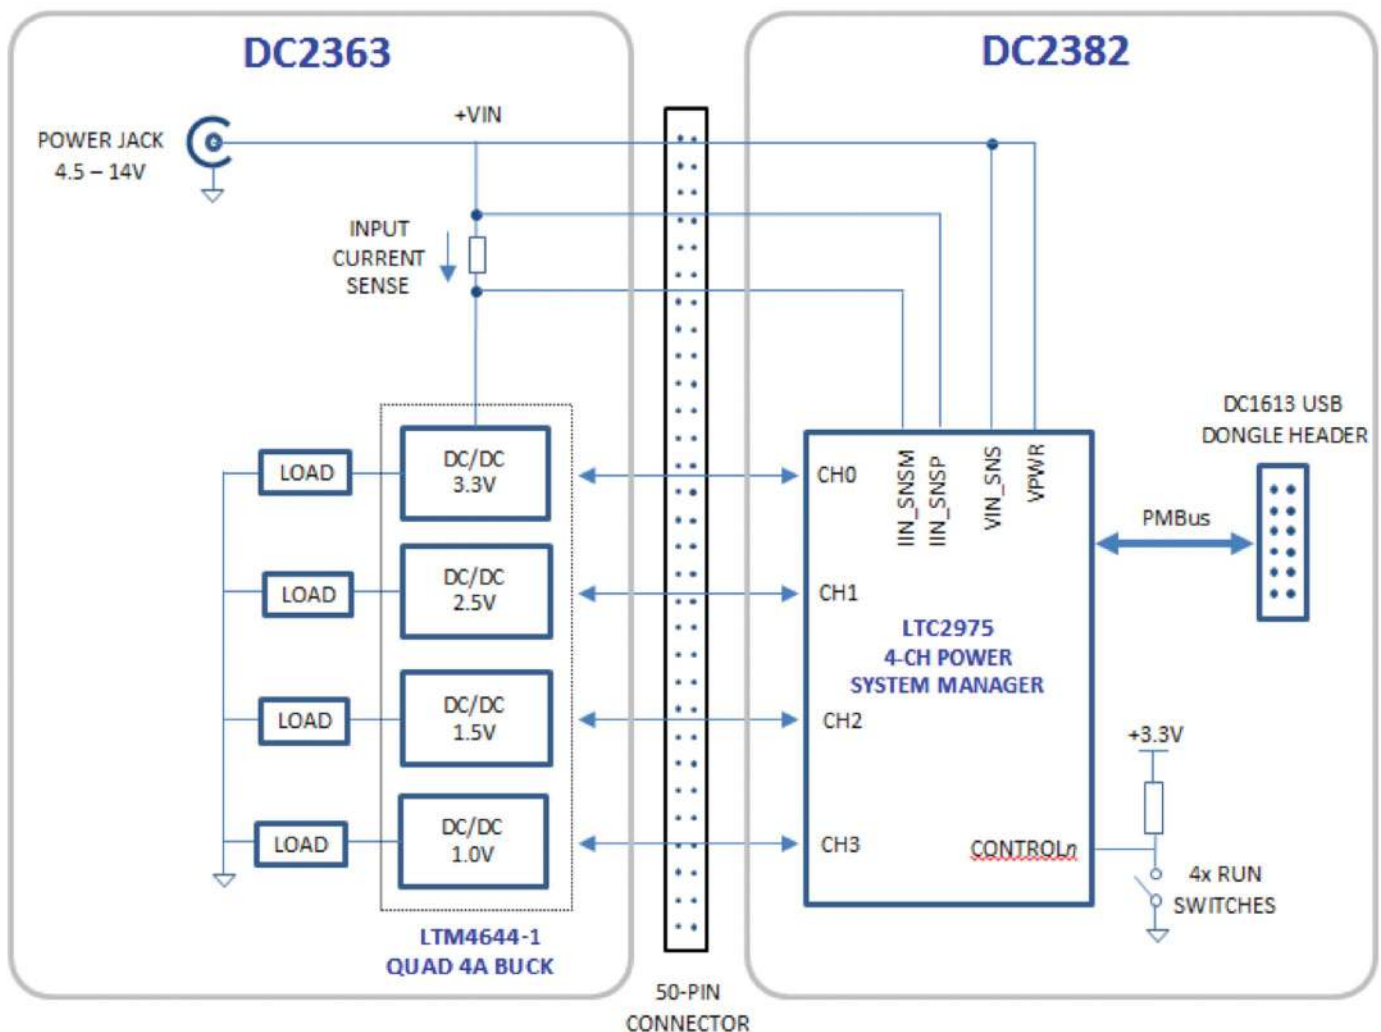 DC2363
DC2382
+VIN
POWER JACK
4.5 – 14V
INPUT
CURRENT
SENSE
DC1613 USB
DONGLE HEADER
LOAD
DC/DC
3.3V
CH0
IIN_SNSM
IIN_SNSP
VIN_SNS
VPWR
PMBus
LOAD
DC/DC
2.5V
CH1
LTC2975
4-CH POWER
SYSTEM MANAGER
LOAD
DC/DC
1.5V
CH2
+3.3V
LOAD
DC/DC
1.0V
CH3
CONTROLn
4x RUN
SWITCHES
LTM4644-1
QUAD 4A BUCK
50-PIN
CONNECTOR